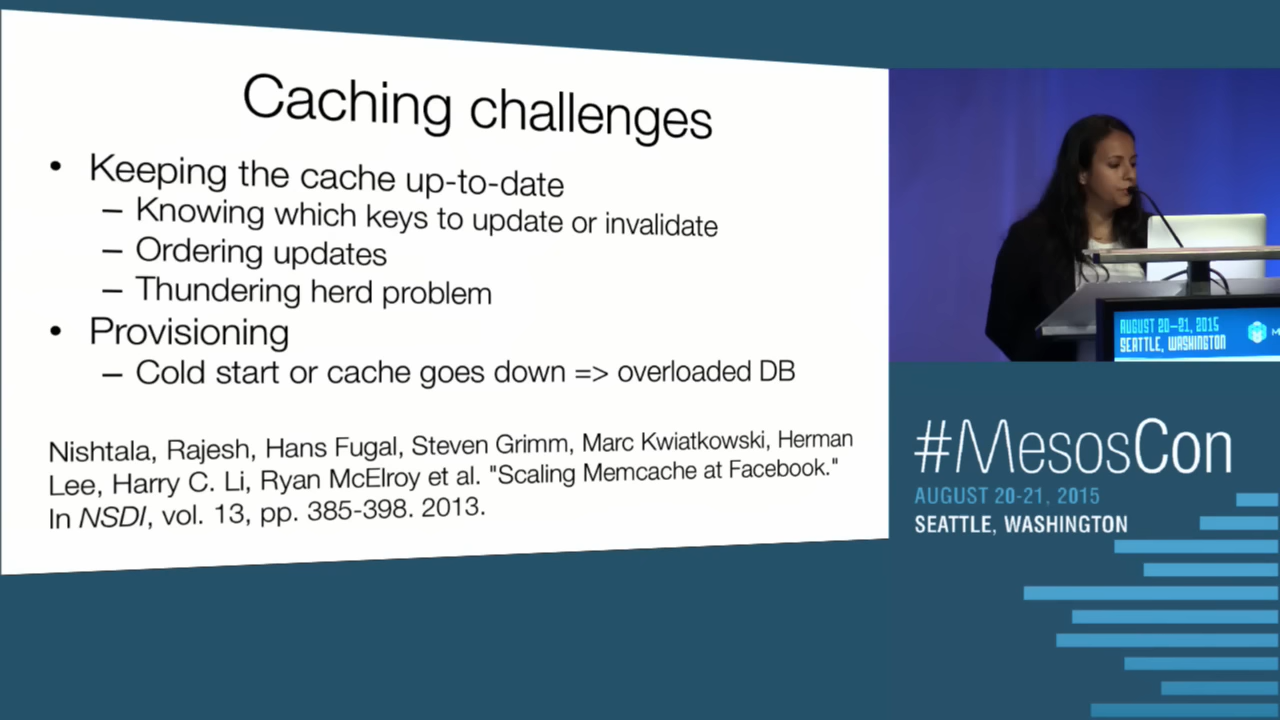 Caching challenges
• Keeping the cache up-to-date
– Knowing which keys to update or invalidate
– Ordering updates
– Thundering herd problem
• Provisioning
– Cold start or cache goes down => overloaded DB
Nishtala, Rajesh, Hans Fugal, Steven Grimm, Marc Kwiatkowski, Herman
Lee, Harry C. Li, Ryan McElroy et al. "Scaling Memcache at Facebook."
In NSDI, vol. 13, pp. 385-398. 2013.
AUGUST 20-21, 2015
SEATTLE, WASHINGTON
M
#MesosCon
AUGUST 20-21, 2015
SEATTLE, WASHINGTON